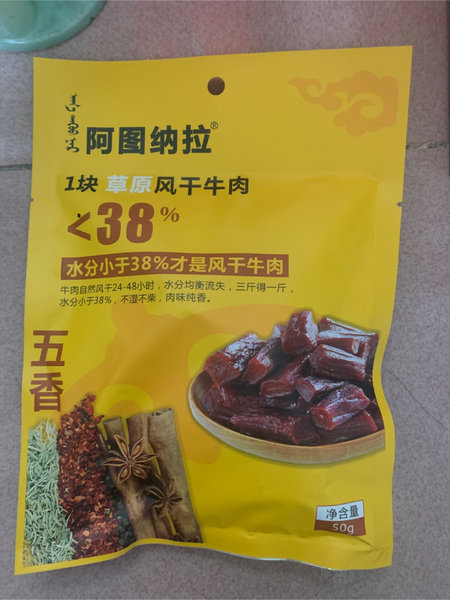 阿图纳拉®
1块 草原风干牛肉
<38%
水分小于38%才是风干牛肉
牛肉自然风干24-48小时，水分均衡流失，三斤得一斤，
水分小于38%，不湿不柴，肉味纯香。
五香
净含量
50g